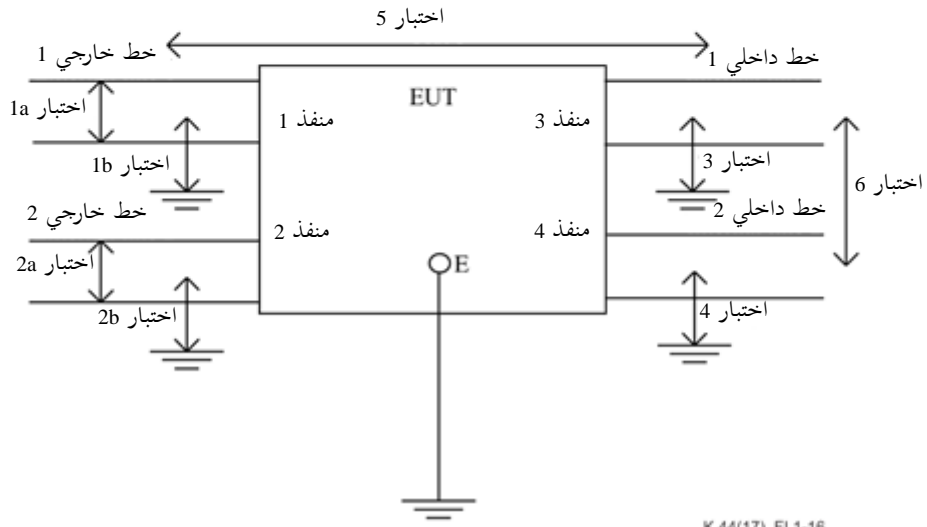 اختبار 5
خط خارجي 1
خط داخلي 1
EUT
اختبار 1a
منفذ 1
منفذ 3
اختبار 1b
اختبار 3
اختبار 6
خط خارجي 2
خط داخلي 2
منفذ 2
منفذ 4
اختبار 2a
E
اختبار 2b
اختبار 4
K.44(17)_FI.1-16